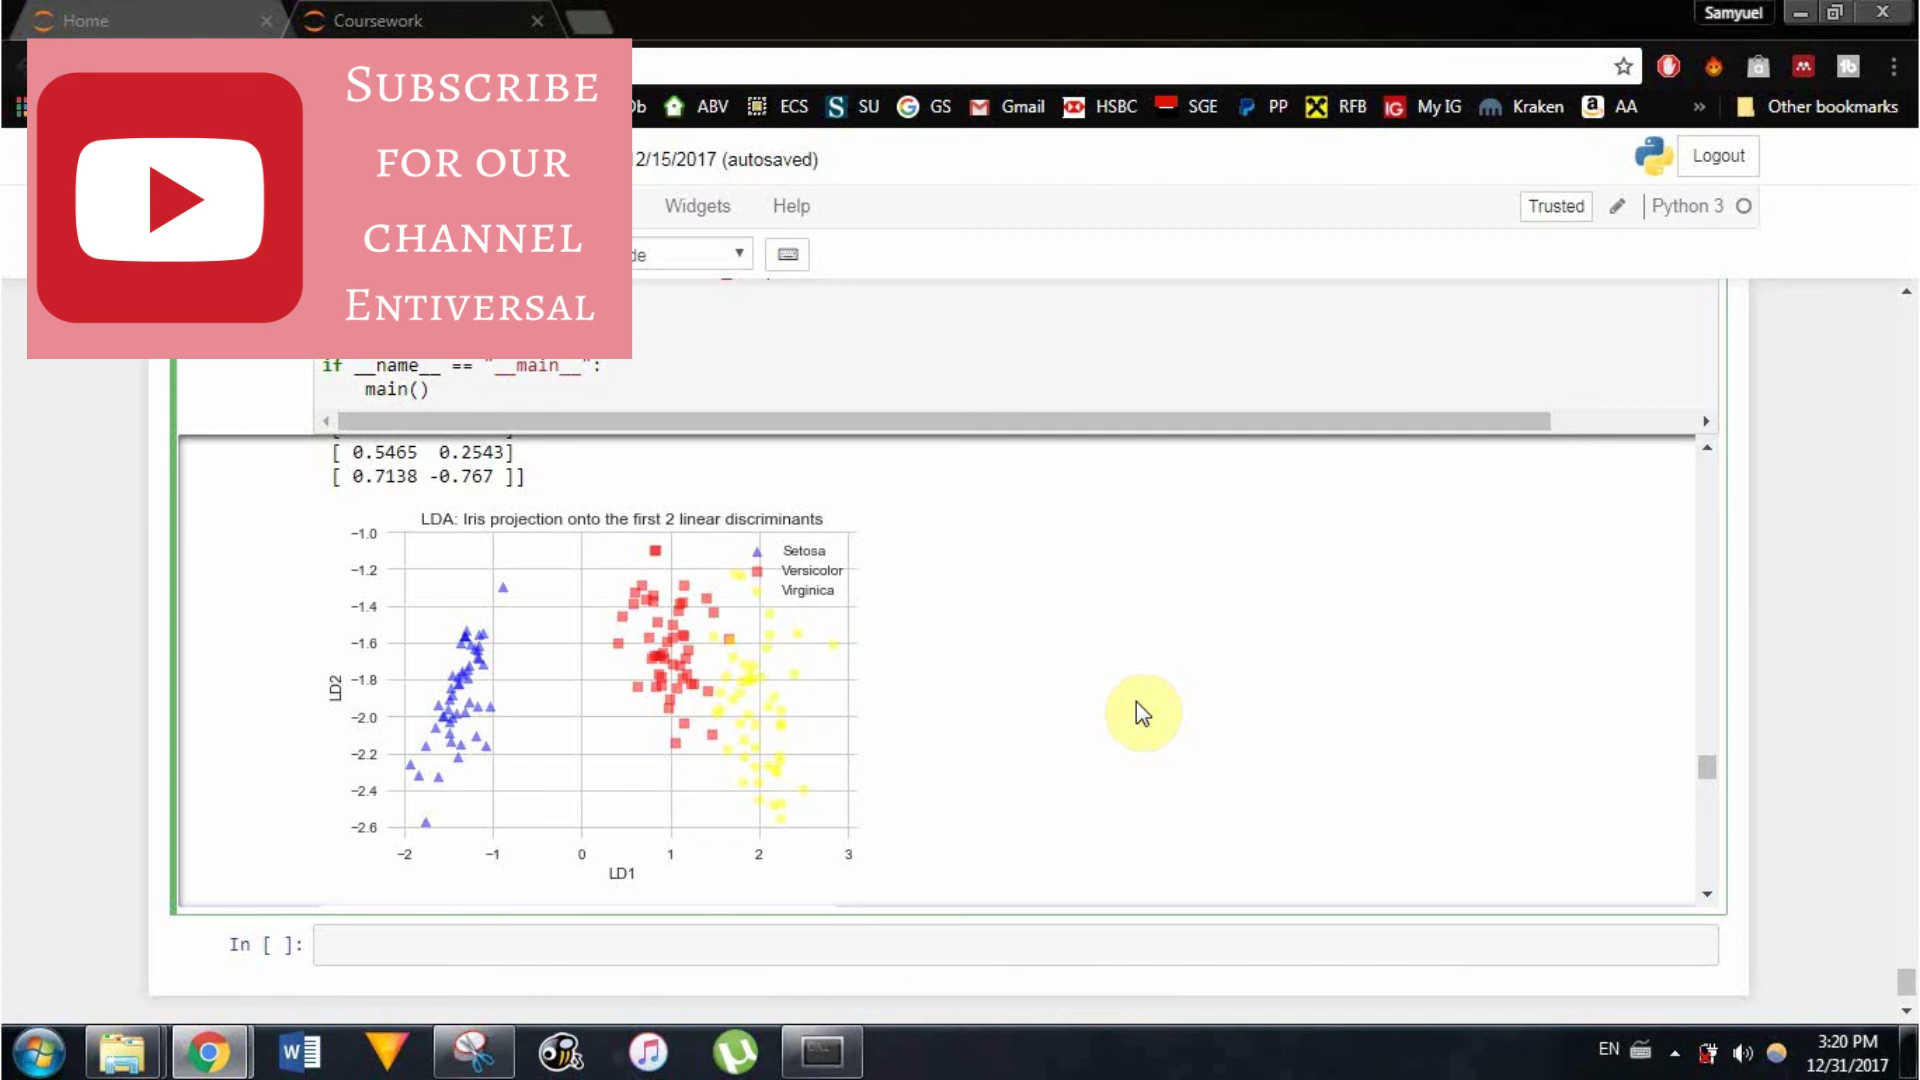 Home
Coursework
Samyuel
SUBSCRIBE
FOR OUR
CHANNEL
ENTIVERSAL
ABV
ECS
SU
GS
Gmail
HSBC
SGE
PP
RFB
My IG
Kraken
AA
»
Other bookmarks
2/15/2017 (autosaved)
Logout
Widgets
Help
Trusted
Python 3
de
if __name__ == "__main__":
main()
[ 0.5465  0.2543]
[ 0.7138 -0.767 ]]
LDA: Iris projection onto the first 2 linear discriminants
Setosa
Versicolor
Virginica
−1.0
−1.2
−1.4
−1.6
−1.8
−2.0
−2.2
−2.4
−2.6
LD2
−2
−1
0
1
2
3
LD1
In [ ]:
EN
3:20 PM
12/31/2017